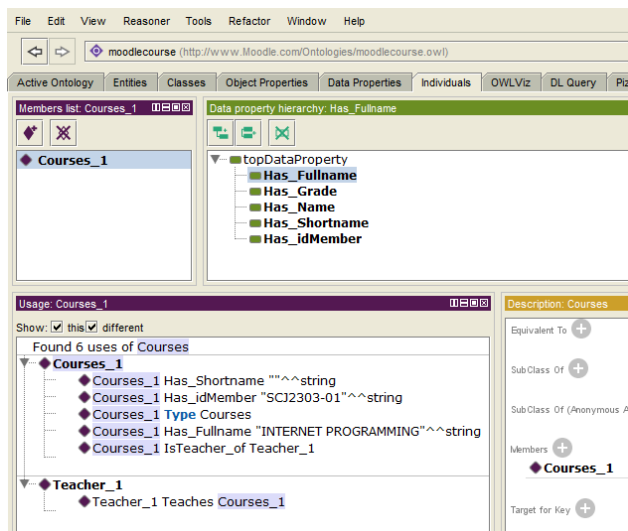 File Edit View Reasoner Tools Refactor Window Help
moodlecourse (http://www.Moodle.com/Ontologies/moodlecourse.owl)
Active Ontology Entities Classes Object Properties Data Properties Individuals OWLViz DL Query
Members list: Courses_1
Courses_1
Data property hierarchy: Has_Fullname
topDataProperty
Has_Fullname
Has_Grade
Has_Name
Has_Shortname
Has_idMember
Usage: Courses_1
Show: this different
Found 6 uses of Courses
Courses_1
Courses_1 Has_Shortname ""^^string
Courses_1 Has_idMember "SCJ2303-01"^^string
Courses_1 Type Courses
Courses_1 Has_Fullname "INTERNET PROGRAMMING"^^string
Courses_1 IsTeacher_of Teacher_1
Teacher_1
Teacher_1 Teaches Courses_1
Description: Courses
Equivalent To
SubClass Of
SubClass Of (Anonymous A
Members
Courses_1
Target for Key